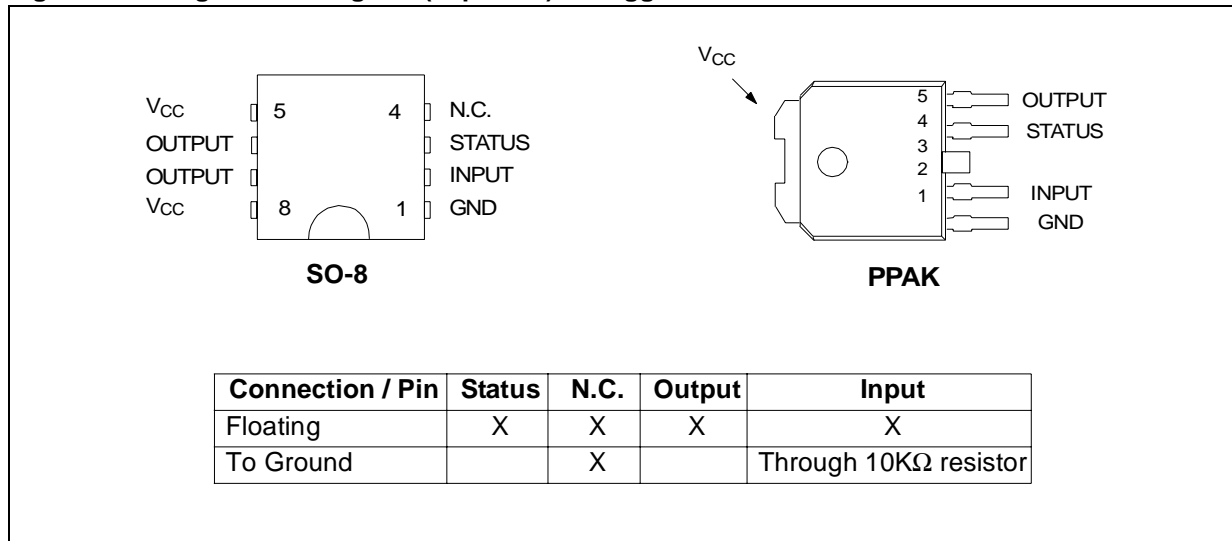 VCC 5 4 N.C.
OUTPUT STATUS
OUTPUT INPUT
VCC 8 1 GND
SO-8
VCC
5 OUTPUT
4 STATUS
3
2
1 INPUT
GND
PPAK
Connection / Pin Status N.C. Output Input
Floating X X X X
To Ground X Through 10KΩ resistor